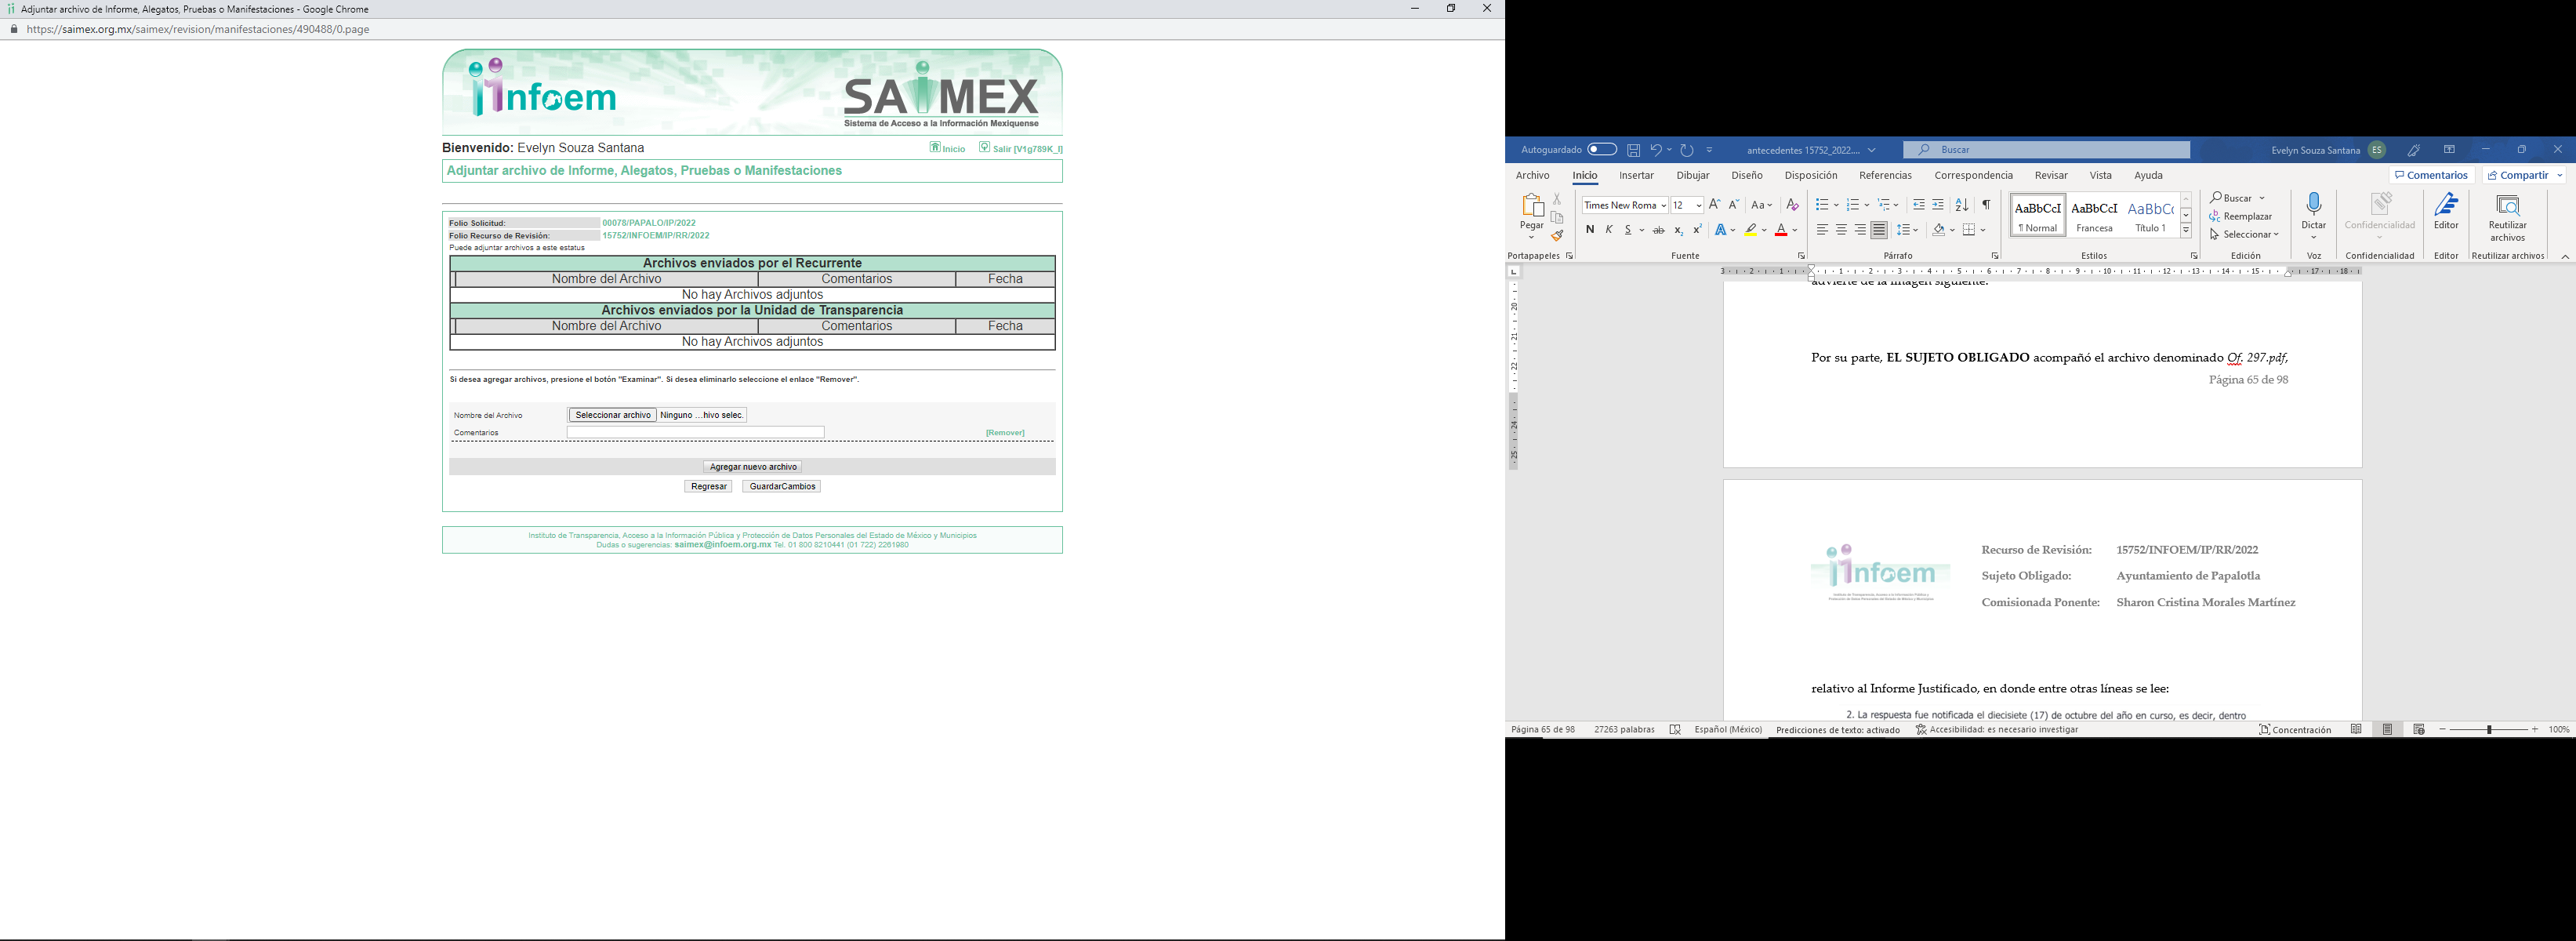 Adjuntar archivo de Informe, Alegatos, Pruebas o Manifestaciones - Google Chrome
https://saimex.org.mx/saimex/revision/manifestaciones/490488/0.page
infoem
SAIMEX
Sistema de Acceso a la Información Mexiquense
Bienvenido: Evelyn Souza Santana
Inicio Salir [V1g789K_I]
Adjuntar archivo de Informe, Alegatos, Pruebas o Manifestaciones
Folio Solicitud: 00078/PAPALO/IP/2022
Folio Recurso de Revisión: 15752/INFOEM/IP/RR/2022
Puede adjuntar archivos a este estatus
Archivos enviados por el Recurrente
Nombre del Archivo Comentarios Fecha
No hay Archivos adjuntos
Archivos enviados por la Unidad de Transparencia
Nombre del Archivo Comentarios Fecha
No hay Archivos adjuntos
Si desea agregar archivos, presione el botón "Examinar". Si desea eliminarlo seleccione el enlace "Remover".
Nombre del Archivo Seleccionar archivo Ninguno ...hivo selec.
Comentarios [Remover]
Agregar nuevo archivo
Regresar GuardarCambios
Instituto de Transparencia, Acceso a la Información Pública y Protección de Datos Personales del Estado de México y Municipios
Dudas o sugerencias: saimex@infoem.org.mx Tel. 01 800 8210441 (01 722) 2261980
Autoguardado antecedentes 15752_2022.... Buscar Evelyn Souza Santana ES
Archivo Inicio Insertar Dibujar Diseño Disposición Referencias Correspondencia Revisar Vista Ayuda Comentarios Compartir
Pegar
Times New Roma 12
N K S ab x₂ x²
AaBbCcI AaBbCcI AaBbCc
¶ Normal Francesa Título 1
Buscar
Reemplazar
Seleccionar
Dictar Confidencialidad Editor Reutilizar archivos
Portapapeles Fuente Párrafo Estilos Edición Voz Confidencialidad Editor Reutilizar archivos
advierte de la imagen siguiente:
Por su parte, EL SUJETO OBLIGADO acompañó el archivo denominado Of. 297.pdf,
Página 65 de 98
infoem
Recurso de Revisión: 15752/INFOEM/IP/RR/2022
Sujeto Obligado: Ayuntamiento de Papalotla
Comisionada Ponente: Sharon Cristina Morales Martínez
relativo al Informe Justificado, en donde entre otras líneas se lee:
2. La respuesta fue notificada el diecisiete (17) de octubre del año en curso, es decir, dentro
Página 65 de 98 27263 palabras Español (México) Predicciones de texto: activado Accesibilidad: es necesario investigar Concentración 100%